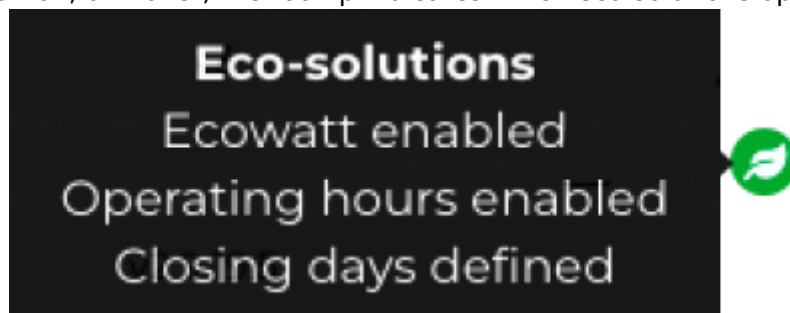 Eco-solutions
Ecowatt enabled
Operating hours enabled
Closing days defined